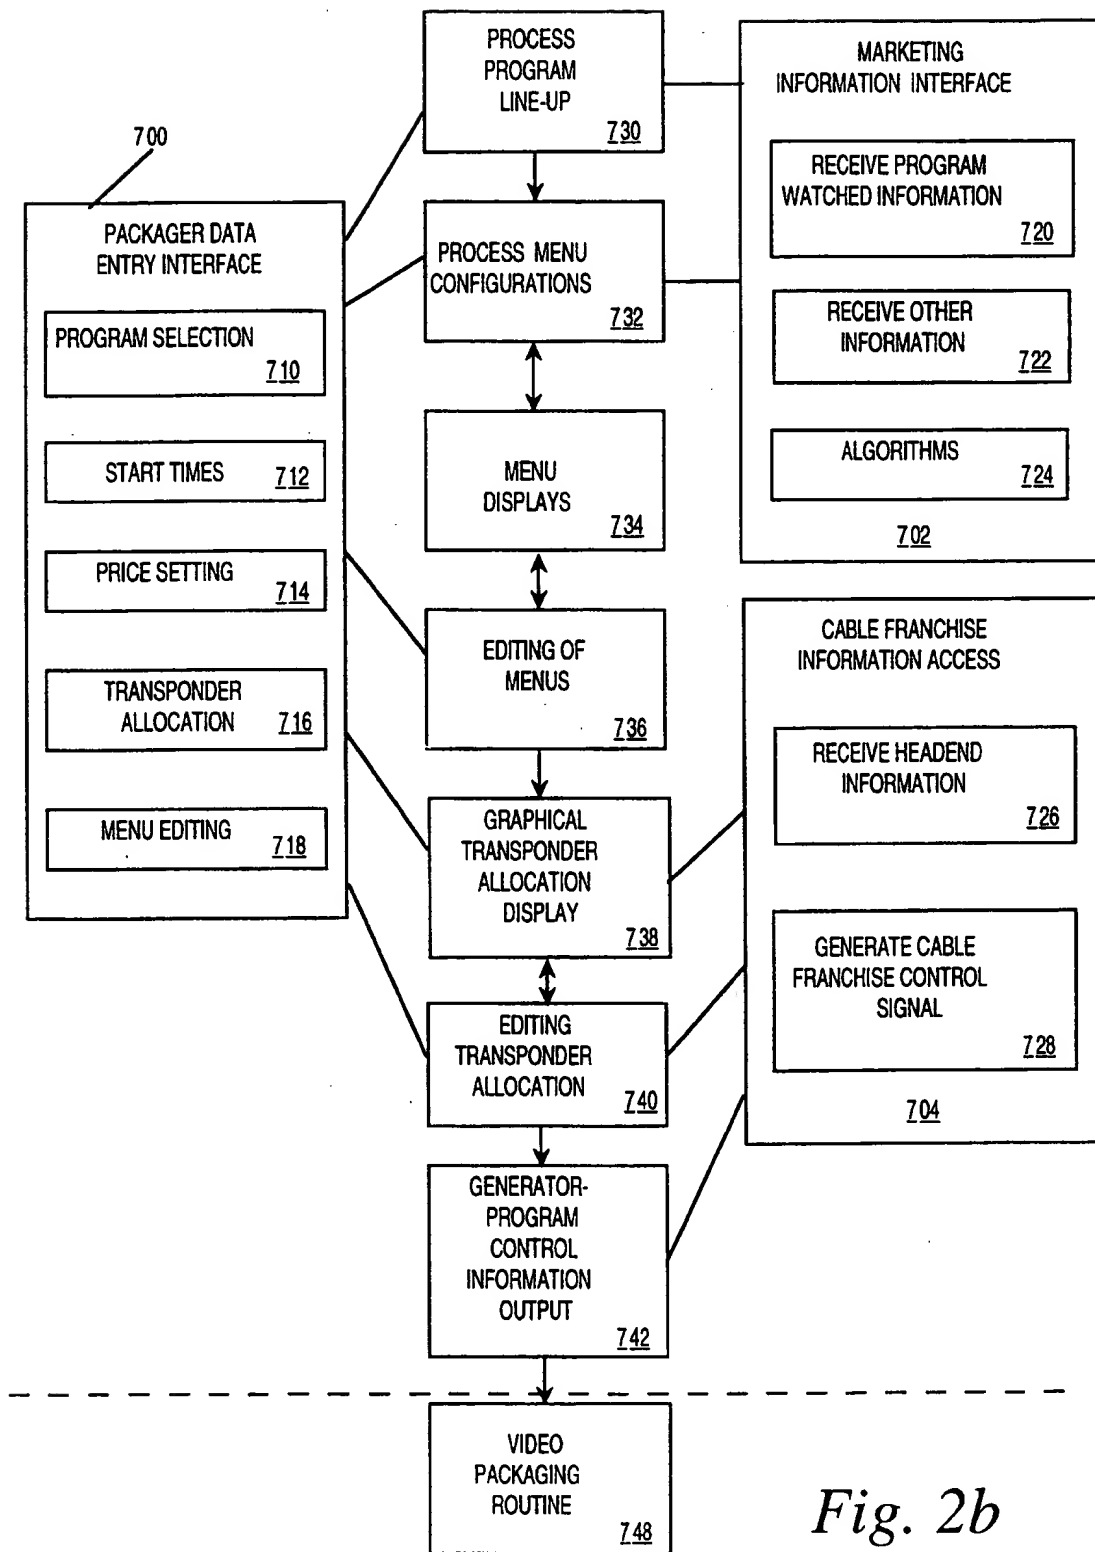 PROCESS
PROGRAM
LINE-UP
730
MARKETING
INFORMATION INTERFACE
RECEIVE PROGRAM
WATCHED INFORMATION
720
RECEIVE OTHER
INFORMATION
722
ALGORITHMS
724
702
700
PACKAGER DATA
ENTRY INTERFACE
PROGRAM SELECTION
710
START TIMES 712
PRICE SETTING
714
TRANSPONDER
ALLOCATION 716
MENU EDITING 718
PROCESS MENU
CONFIGURATIONS
732
MENU
DISPLAYS
734
EDITING OF
MENUS
736
GRAPHICAL
TRANSPONDER
ALLOCATION
DISPLAY
738
EDITING
TRANSPONDER
ALLOCATION
740
CABLE FRANCHISE
INFORMATION ACCESS
RECEIVE HEADEND
INFORMATION
726
GENERATE CABLE
FRANCHISE CONTROL
SIGNAL
728
704
GENERATOR-
PROGRAM
CONTROL
INFORMATION
OUTPUT
742
VIDEO
PACKAGING
ROUTINE
748
Fig. 2b